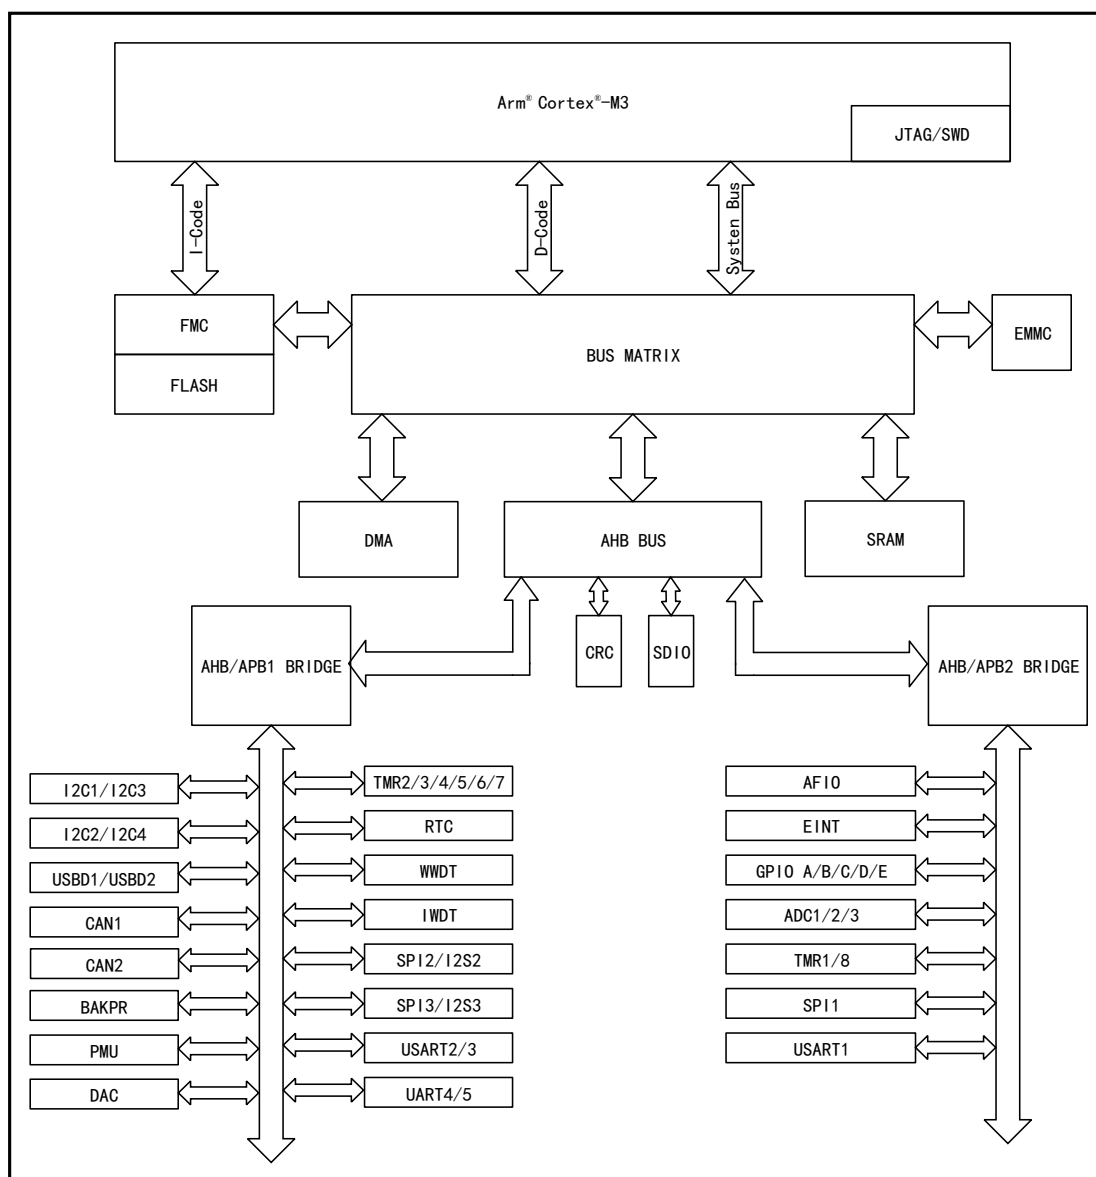 Arm® Cortex®-M3
JTAG/SWD
I-Code
D-Code
Systen Bus
FMC
FLASH
BUS MATRIX
EMMC
DMA
AHB BUS
SRAM
CRC
SDIO
AHB/APB1 BRIDGE
AHB/APB2 BRIDGE
I2C1/I2C3
I2C2/I2C4
USBD1/USBD2
CAN1
CAN2
BAKPR
PMU
DAC
TMR2/3/4/5/6/7
RTC
WWDT
IWDT
SPI2/I2S2
SPI3/I2S3
USART2/3
UART4/5
AFIO
EINT
GPIO A/B/C/D/E
ADC1/2/3
TMR1/8
SPI1
USART1